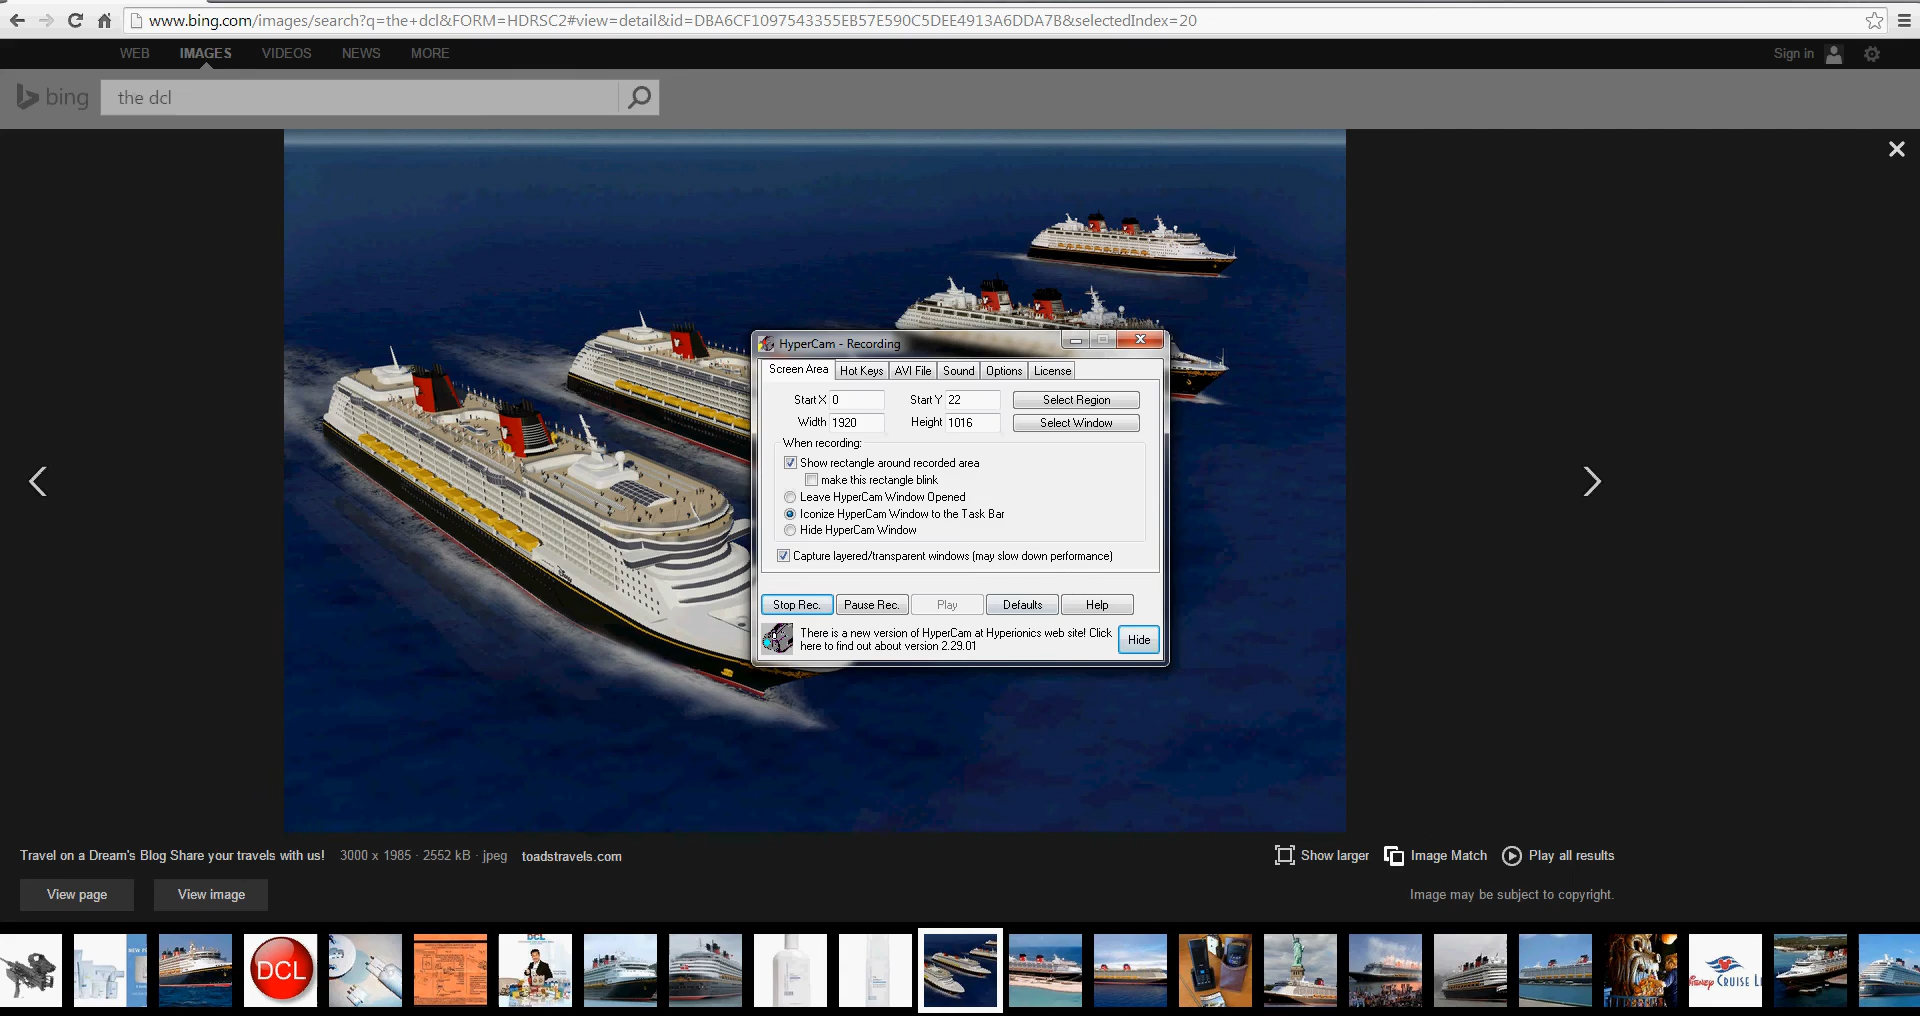 www.bing.com/images/search?q=the+dcl&FORM=HDRSC2#view=detail&id=DBA6CF1097543355EB57E590C5DEE4913A6DDA7B&selectedIndex=20
WEB IMAGES VIDEOS NEWS MORE Sign in
bing the dcl
HyperCam - Recording
Screen Area Hot Keys AVI File Sound Options License
Start X 0 Start Y 22 Select Region
Width 1920 Height 1016 Select Window
When recording:
Show rectangle around recorded area
make this rectangle blink
Leave HyperCam Window Opened
Iconize HyperCam Window to the Task Bar
Hide HyperCam Window
Capture layered/transparent windows (may slow down performance)
Stop Rec. Pause Rec. Play Defaults Help
There is a new version of HyperCam at Hyperionics web site! Click
here to find out about version 2.29.01
Hide
Travel on a Dream's Blog Share your travels with us! 3000 x 1985 · 2552 kB · jpeg toadstravels.com
Show larger Image Match Play all results
View page View image
Image may be subject to copyright.
DCL
DCL
CRUISE